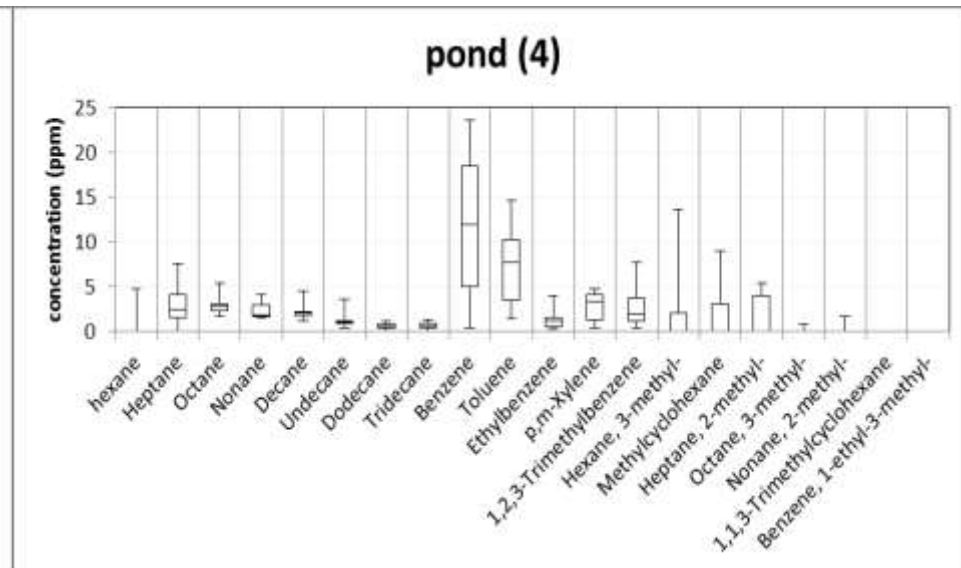 pond (4)
concentration (ppm)
25
20
15
10
5
0
hexane
Heptane
Octane
Nonane
Decane
Undecane
Dodecane
Tridecane
Benzene
Toluene
Ethylbenzene
p,m-Xylene
1,2,3-Trimethylbenzene
Hexane, 3-methyl-
Methylcyclohexane
Heptane, 2-methyl-
Octane, 3-methyl-
Nonane, 2-methyl-
1,1,3-Trimethylcyclohexane
Benzene, 1-ethyl-3-methyl-